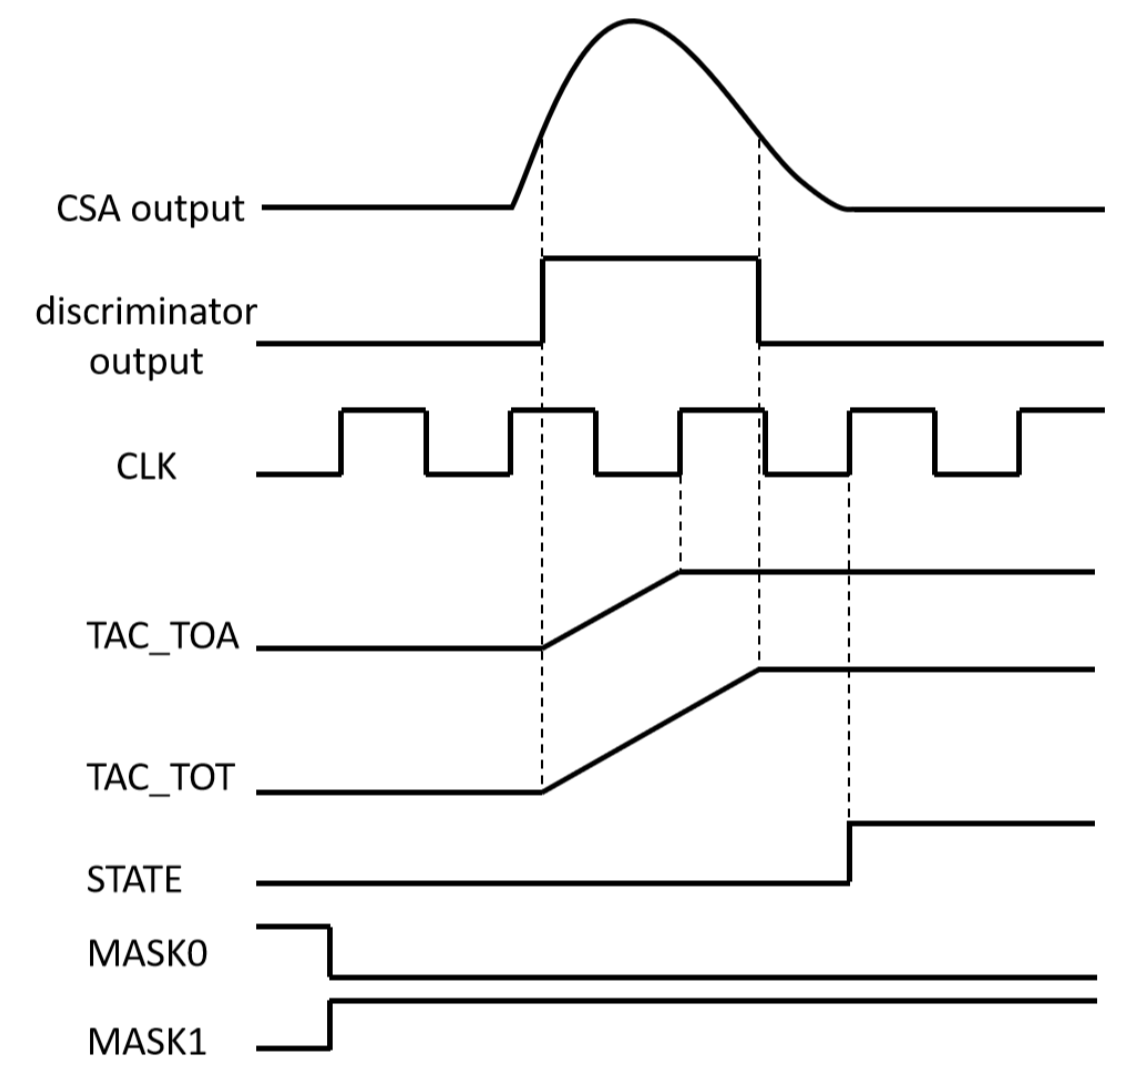 CSA output
discriminator
output
CLK
TAC_TOA
TAC_TOT
STATE
MASK0
MASK1